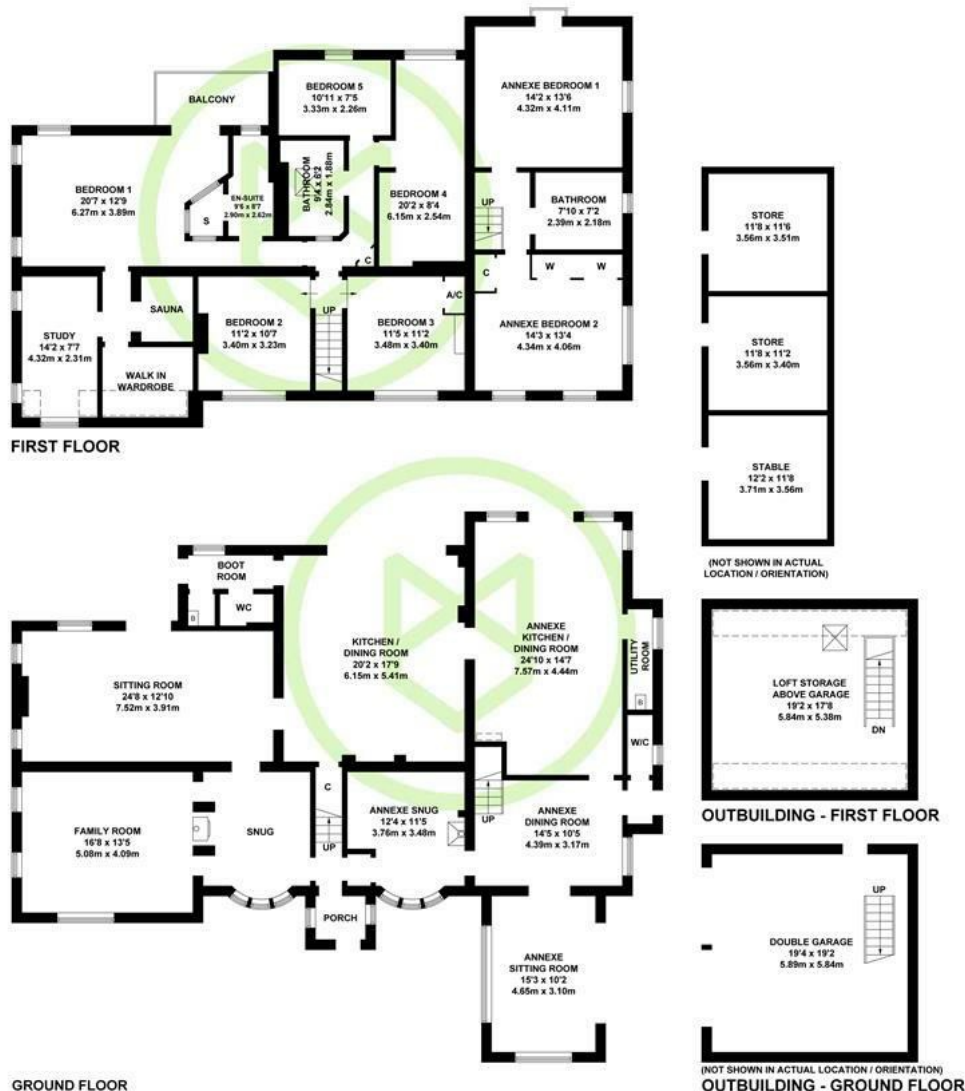 BALCONY
BEDROOM 5
10'11 x 7'5
3.33m x 2.26m
ANNEXE BEDROOM 1
14'2 x 13'6
4.32m x 4.11m
BEDROOM 1
20'7 x 12'9
6.27m x 3.89m
S
EN-SUITE
9'6 x 8'7
2.90m x 2.62m
BATHROOM
9'4 x 6'2
2.84m x 1.88m
BEDROOM 4
20'2 x 8'4
6.15m x 2.54m
C
UP
BATHROOM
7'10 x 7'2
2.39m x 2.18m
C
W
W
STUDY
14'2 x 7'7
4.32m x 2.31m
SAUNA
WALK IN
WARDROBE
BEDROOM 2
11'2 x 10'7
3.40m x 3.23m
UP
BEDROOM 3
11'5 x 11'2
3.48m x 3.40m
A/C
ANNEXE BEDROOM 2
14'3 x 13'4
4.34m x 4.06m
FIRST FLOOR
STORE
11'8 x 11'6
3.56m x 3.51m
STORE
11'8 x 11'2
3.56m x 3.40m
STABLE
12'2 x 11'8
3.71m x 3.56m
(NOT SHOWN IN ACTUAL
LOCATION / ORIENTATION)
BOOT
ROOM
B
WC
SITTING ROOM
24'8 x 12'10
7.52m x 3.91m
KITCHEN /
DINING ROOM
20'2 x 17'9
6.15m x 5.41m
ANNEXE
KITCHEN /
DINING ROOM
24'10 x 14'7
7.57m x 4.44m
UTILITY
ROOM
B
W/C
FAMILY ROOM
16'8 x 13'5
5.08m x 4.09m
SNUG
C
UP
ANNEXE SNUG
12'4 x 11'5
3.76m x 3.48m
UP
ANNEXE
DINING ROOM
14'5 x 10'5
4.39m x 3.17m
PORCH
ANNEXE
SITTING ROOM
15'3 x 10'2
4.65m x 3.10m
GROUND FLOOR
LOFT STORAGE
ABOVE GARAGE
19'2 x 17'8
5.84m x 5.38m
DN
OUTBUILDING - FIRST FLOOR
UP
DOUBLE GARAGE
19'4 x 19'2
5.89m x 5.84m
(NOT SHOWN IN ACTUAL LOCATION / ORIENTATION)
OUTBUILDING - GROUND FLOOR